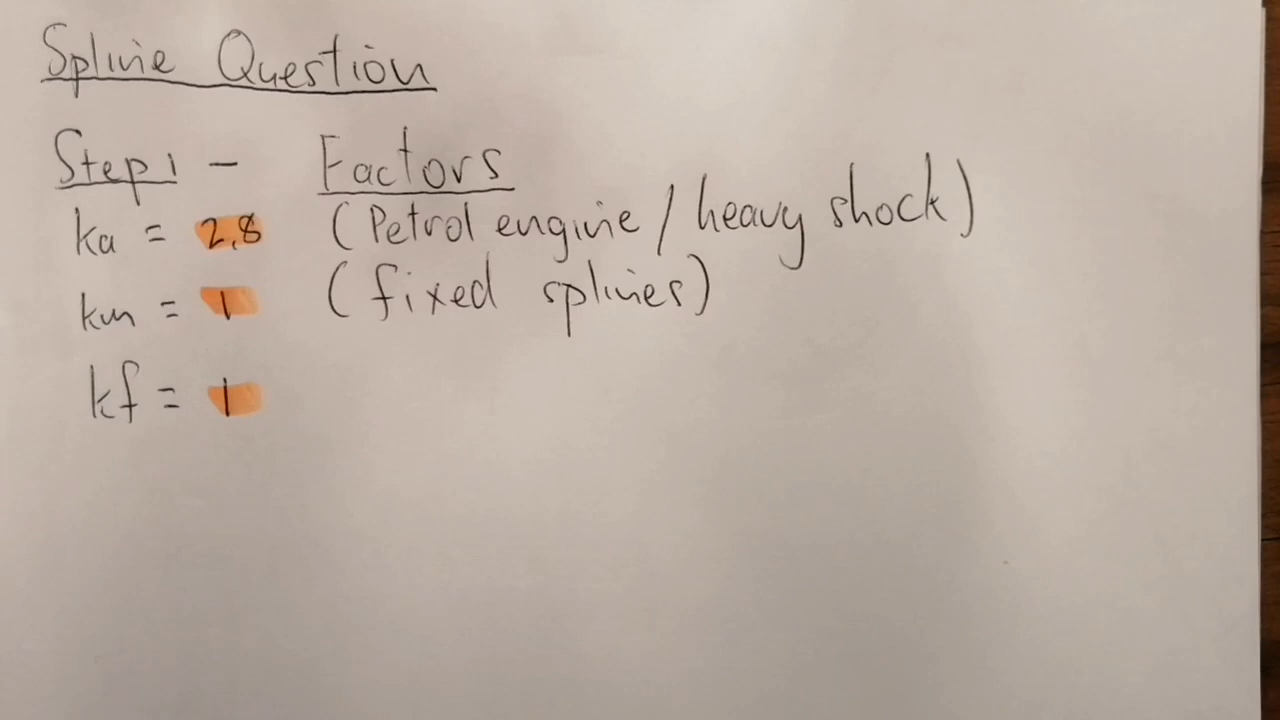 Spline Question
Step 1 - Factors
ka = 2,8 (Petrol engine / heavy shock)
km = 1 (fixed splines)
kf = 1